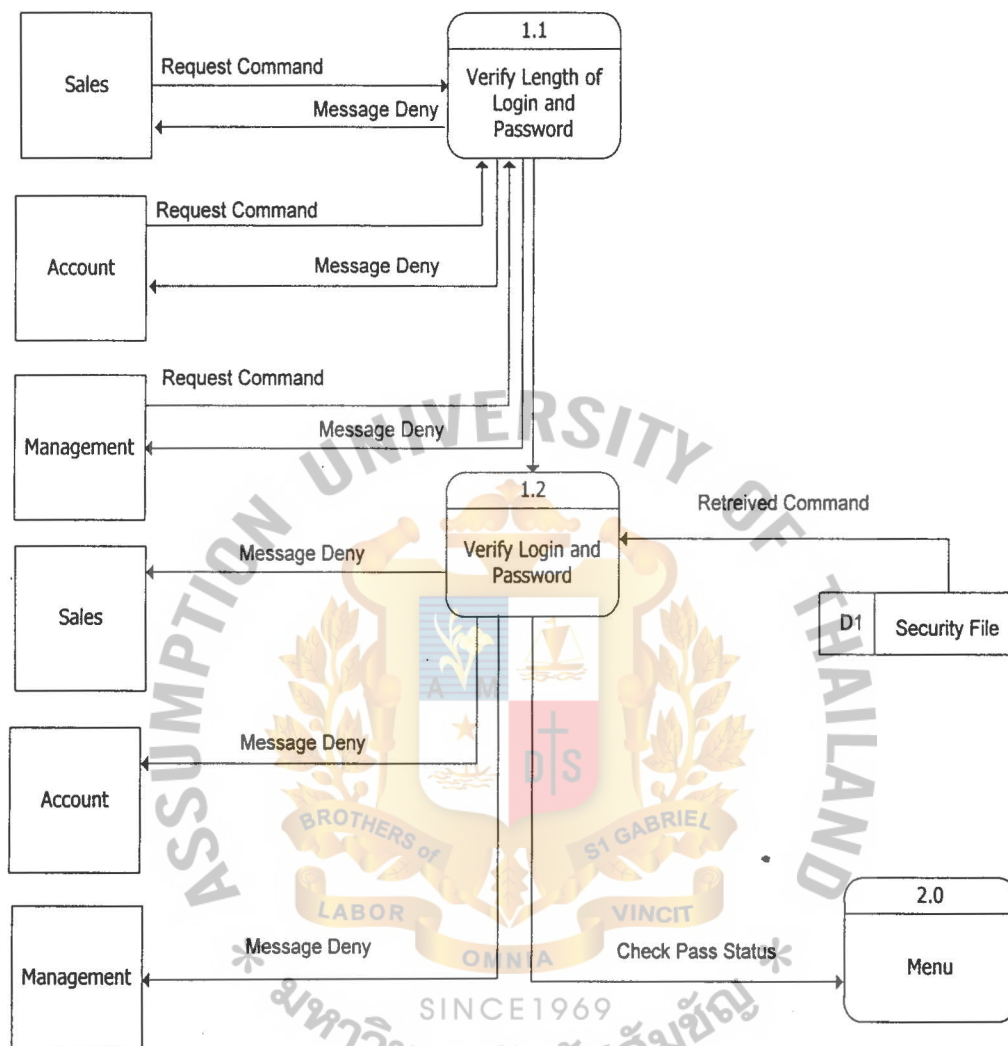 1.1
Sales
Request Command
Verify Length of
Login and
Password
Message Deny
Request Command
Account
Message Deny
Request Command
Management
Message Deny
1.2
Retreived Command
Message Deny
Verify Login and
Password
Sales
D1
Security File
Message Deny
Account
2.0
Message Deny
Check Pass Status
Management
Menu
ASSUMPTION UNIVERSITY OF THAILAND
A M
D S
BROTHERS of
S1 GABRIEL
LABOR
VINCIT
OMNIA
SINCE1969